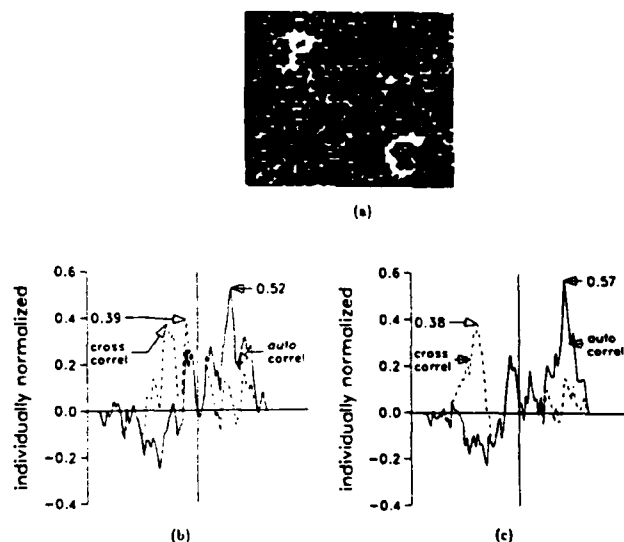 (a)
individually normalized
0.6
0.4
0.2
0.0
−0.2
−0.4
0.39
cross
correl
0.52
auto
correl
(b)
individually normalized
0.6
0.4
0.2
0.0
−0.2
−0.4
0.38
cross
correl
0.57
auto
correl
(c)